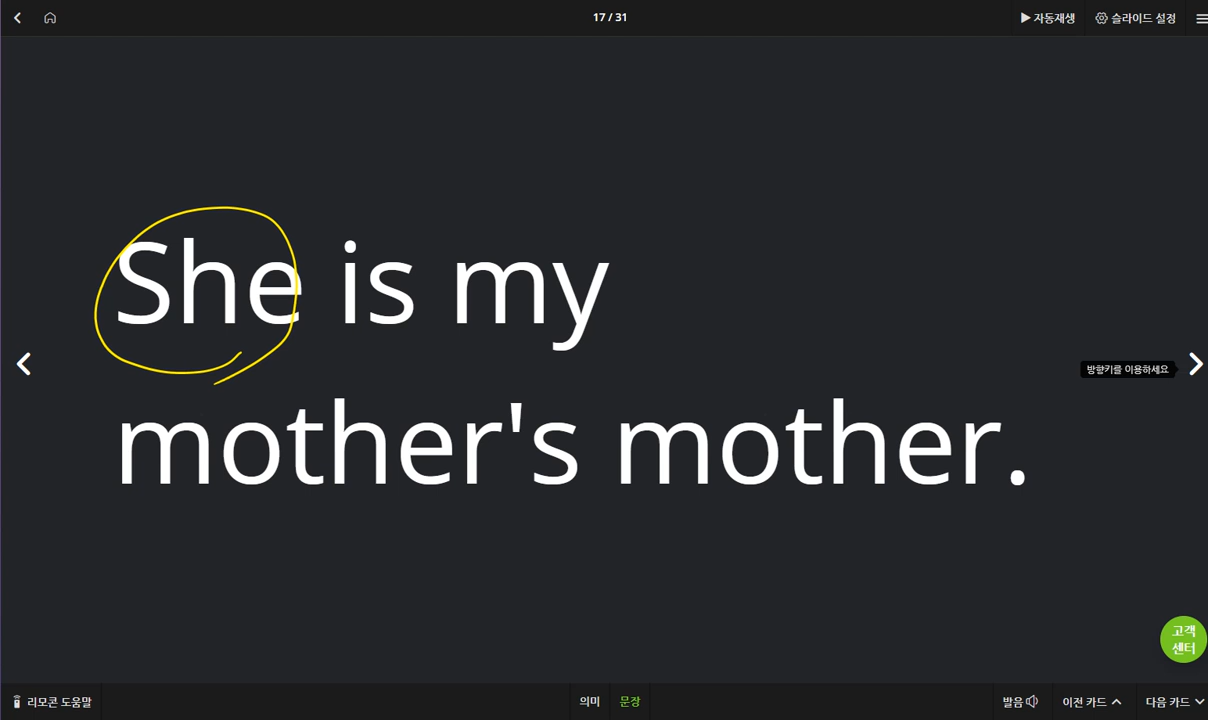 17 / 31
자동재생
슬라이드 설정
She is my
mother's mother.
방향키를 이용하세요
고객
센터
리모콘 도움말
의미
문장
발음
이전 카드
다음 카드